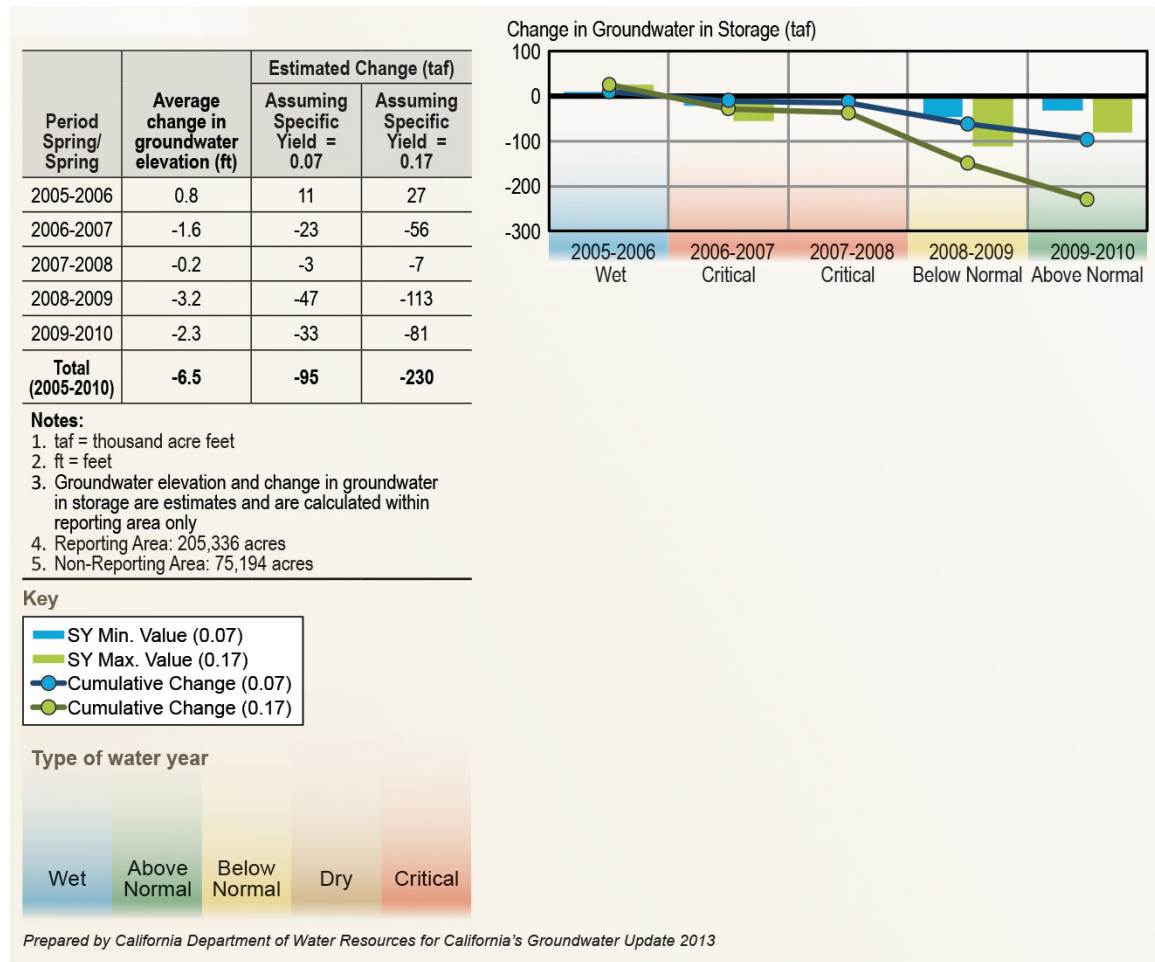 Period Spring/ Spring
Average change in groundwater elevation (ft)
Estimated Change (taf)
Assuming Specific Yield = 0.07
Assuming Specific Yield = 0.17
2005-2006 0.8 11 27
2006-2007 -1.6 -23 -56
2007-2008 -0.2 -3 -7
2008-2009 -3.2 -47 -113
2009-2010 -2.3 -33 -81
Total (2005-2010) -6.5 -95 -230
Notes:
1. taf = thousand acre feet
2. ft = feet
3. Groundwater elevation and change in groundwater
in storage are estimates and are calculated within
reporting area only
4. Reporting Area: 205,336 acres
5. Non-Reporting Area: 75,194 acres
Key
SY Min. Value (0.07)
SY Max. Value (0.17)
Cumulative Change (0.07)
Cumulative Change (0.17)
Type of water year
Wet
Above Normal
Below Normal
Dry
Critical
Change in Groundwater in Storage (taf)
100
0
-100
-200
-300
2005-2006 2006-2007 2007-2008 2008-2009 2009-2010
Wet Critical Critical Below Normal Above Normal
Prepared by California Department of Water Resources for California's Groundwater Update 2013